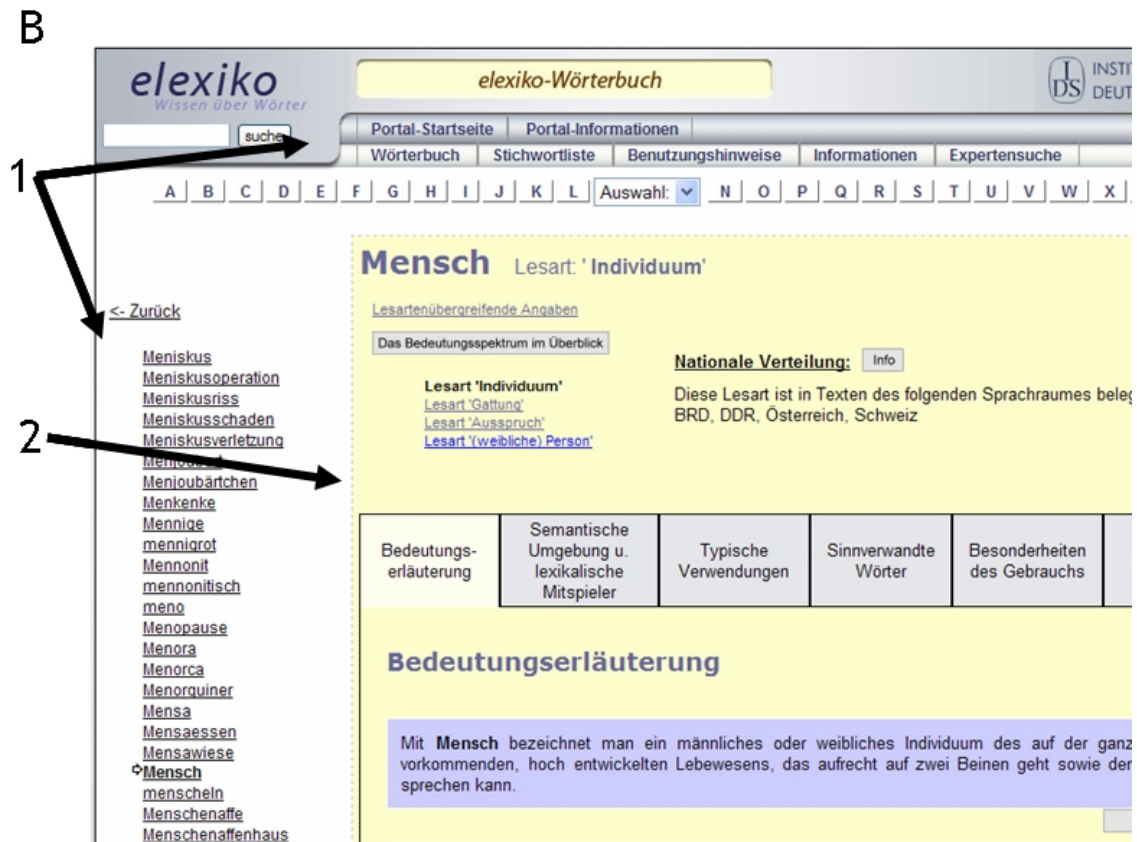 B
elexiko
Wissen über Wörter
elexiko-Wörterbuch
IDS
suche
Portal-Startseite Portal-Informationen
Wörterbuch Stichwortliste Benutzungshinweise Informationen Expertensuche
1
A B C D E F G H I J K L Auswahl: N O P Q R S T U V W X
Mensch Lesart: 'Individuum'
<- Zurück
Lesartenübergreifende Angaben
Das Bedeutungsspektrum im Überblick
Lesart 'Individuum'
Lesart 'Gattung'
Lesart 'Ausspruch'
Lesart '(weibliche) Person'
Nationale Verteilung: Info
Diese Lesart ist in Texten des folgenden Sprachraumes beleg
BRD, DDR, Österreich, Schweiz
2
Meniskus
Meniskusoperation
Meniskusriss
Meniskusschaden
Meniskusverletzung
Menjoubärtchen
Menkenke
Mennige
mennigrot
Mennonit
mennonitisch
meno
Menopause
Menora
Menorca
Menorquiner
Mensa
Mensaessen
Mensawiese
Mensch
menscheln
Menschenaffe
Menschenaffenhaus
Bedeutungs-
erläuterung
Semantische
Umgebung u.
lexikalische
Mitspieler
Typische
Verwendungen
Sinnverwandte
Wörter
Besonderheiten
des Gebrauchs
Bedeutungserläuterung
Mit Mensch bezeichnet man ein männliches oder weibliches Individuum des auf der ganz
vorkommenden, hoch entwickelten Lebewesens, das aufrecht auf zwei Beinen geht sowie den
sprechen kann.